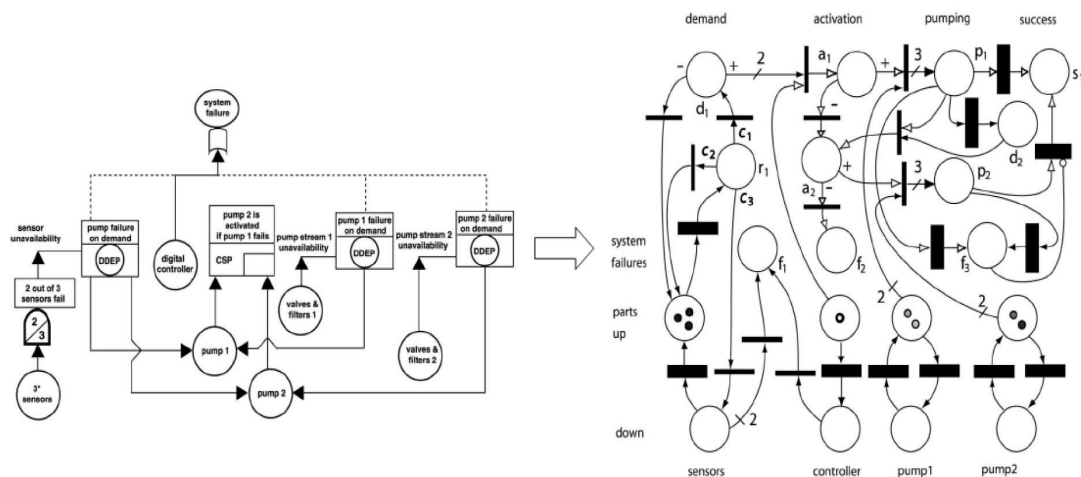 system
failure
sensor
unavailability
pump failure
on demand
DDEP
2 out of 3
sensors fail
2
3
3*
sensors
digital
controller
pump 2 is
activated
if pump 1 fails
CSP
pump 1
pump 2
pump stream 1
unavailability
pump 1 failure
on demand
DDEP
valves &
filters 1
pump stream 2
unavailability
pump 2 failure
on demand
DDEP
valves &
filters 2
demand
activation
pumping
success
- + 2 a1 + 3 p1
d1
s
-
c1
c2
r1
c3
+ 3 p2
d2
a2 -
system
failures
f1
f2
f3
parts
up
2
2
2
down
sensors
controller
pump1
pump2